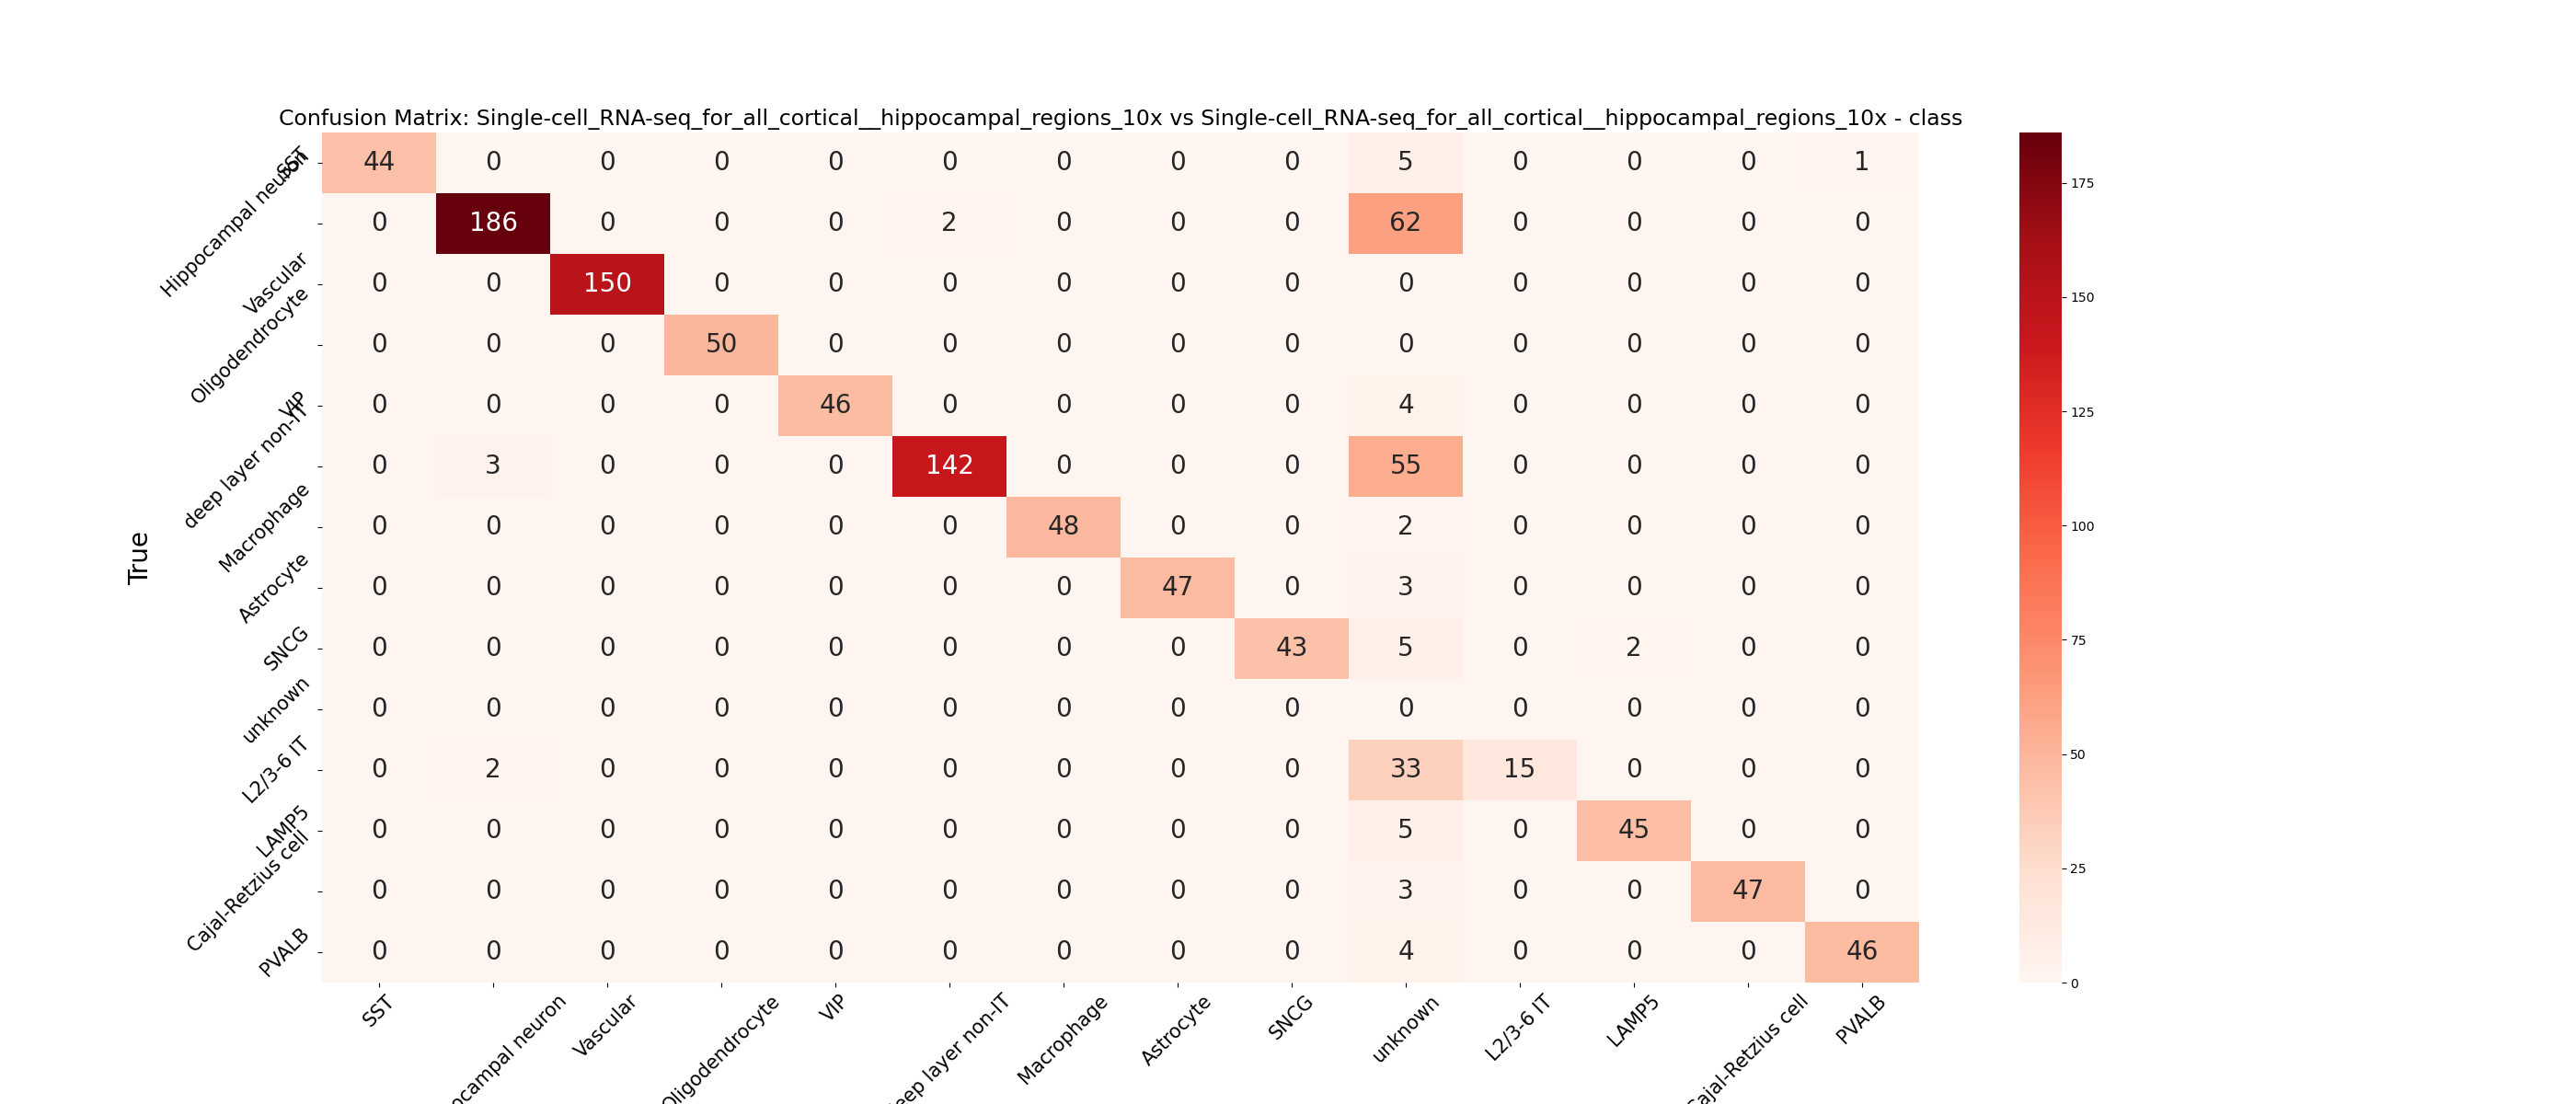 Confusion Matrix: Single-cell_RNA-seq_for_all_cortical__hippocampal_regions_10x vs Single-cell_RNA-seq_for_all_cortical__hippocampal_regions_10x - class
True
SST 44 0 0 0 0 0 0 0 0 5 0 0 0 1
Hippocampal neuron 0 186 0 0 0 2 0 0 0 62 0 0 0 0
Vascular 0 0 150 0 0 0 0 0 0 0 0 0 0 0
Oligodendrocyte 0 0 0 50 0 0 0 0 0 0 0 0 0 0
VIP 0 0 0 0 46 0 0 0 0 4 0 0 0 0
deep layer non-IT 0 3 0 0 0 142 0 0 0 55 0 0 0 0
Macrophage 0 0 0 0 0 0 48 0 0 2 0 0 0 0
Astrocyte 0 0 0 0 0 0 0 47 0 3 0 0 0 0
SNCG 0 0 0 0 0 0 0 0 43 5 0 2 0 0
unknown 0 0 0 0 0 0 0 0 0 0 0 0 0 0
L2/3-6 IT 0 2 0 0 0 0 0 0 0 33 15 0 0 0
LAMP5 0 0 0 0 0 0 0 0 0 5 0 45 0 0
Cajal-Retzius cell 0 0 0 0 0 0 0 0 0 3 0 0 47 0
PVALB 0 0 0 0 0 0 0 0 0 4 0 0 0 46
SST
ocampal neuron
Vascular
Oligodendrocyte
VIP
eep layer non-IT
Macrophage
Astrocyte
SNCG
unknown
L2/3-6 IT
LAMP5
Cajal-Retzius cell
PVALB
175
150
125
100
75
50
25
0